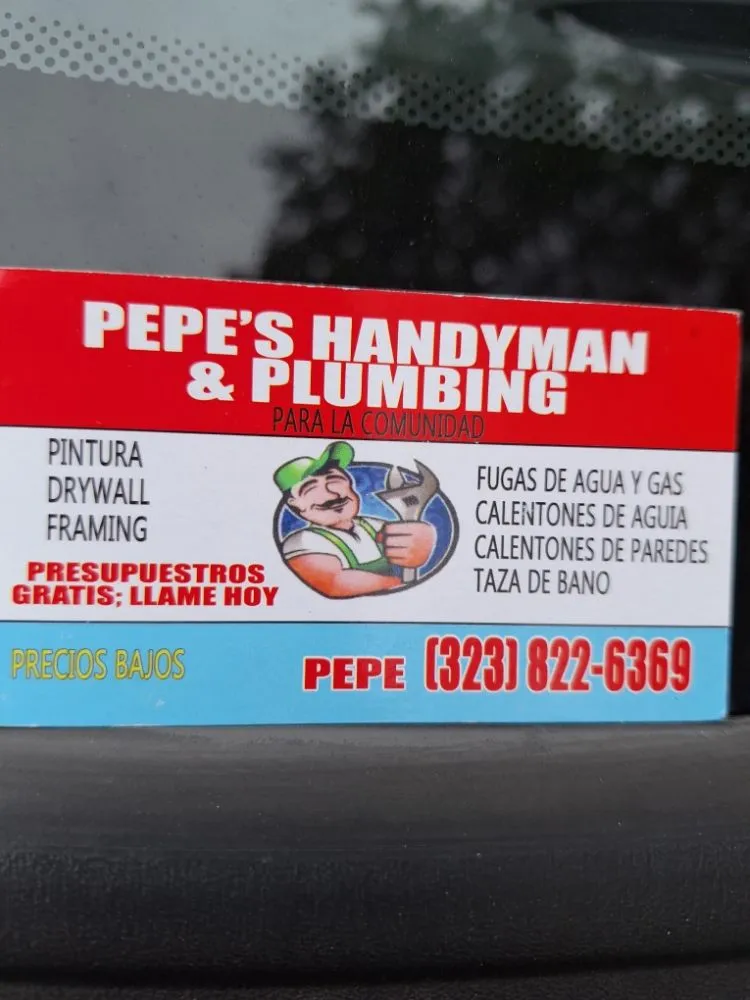 PEPE'S HANDYMAN
& PLUMBING
PARA LA COMUNIDAD
PINTURA
DRYWALL
FRAMING
PRESUPUESTROS
GRATIS; LLAME HOY
FUGAS DE AGUA Y GAS
CALENTONES DE AGUIA
CALENTONES DE PAREDES
TAZA DE BANO
PRECIOS BAJOS
PEPE (323) 822-6369